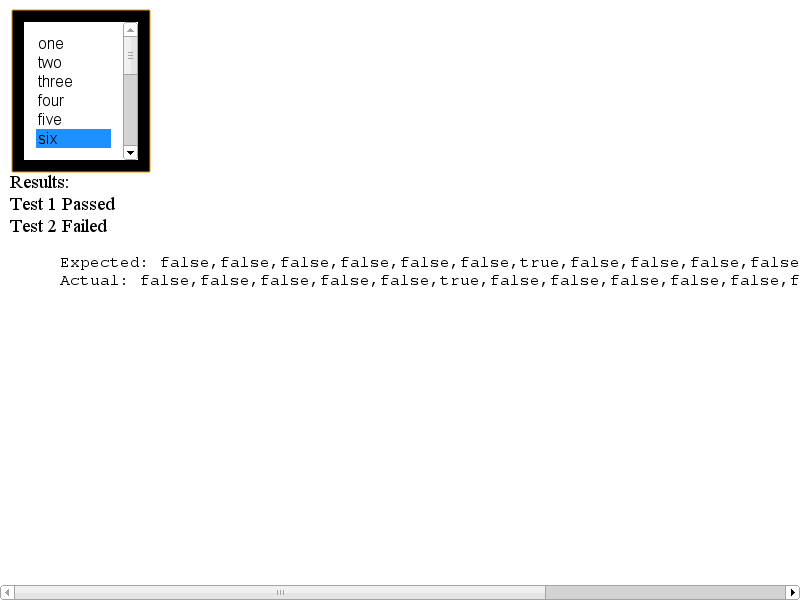 one
two
three
four
five
six
Results:
Test 1 Passed
Test 2 Failed
Expected: false,false,false,false,false,false,true,false,false,false,false
Actual: false,false,false,false,false,true,false,false,false,false,false,f